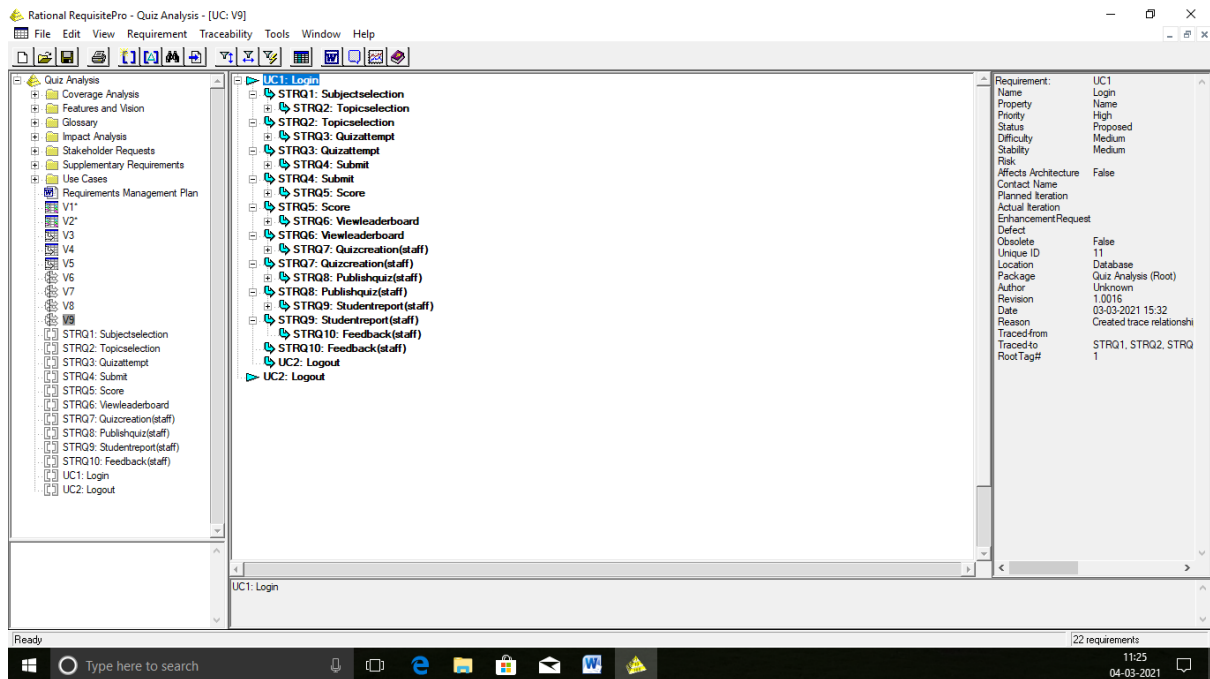 Rational RequisitePro - Quiz Analysis - [UC: V9]
File Edit View Requirement Traceability Tools Window Help
Quiz Analysis
Coverage Analysis
Features and Vision
Glossary
Impact Analysis
Stakeholder Requests
Supplementary Requirements
Use Cases
Requirements Management Plan
V1*
V2*
V3
V4
V5
V6
V7
V8
V9
STRQ1: Subjectselection
STRQ2: Topicselection
STRQ3: Quizattempt
STRQ4: Submit
STRQ5: Score
STRQ6: Viewleaderboard
STRQ7: Quizcreation(staff)
STRQ8: Publishquiz(staff)
STRQ9: Studentreport(staff)
STRQ10: Feedback(staff)
UC1: Login
UC2: Logout
UC1: Login
STRQ1: Subjectselection
STRQ2: Topicselection
STRQ2: Topicselection
STRQ3: Quizattempt
STRQ3: Quizattempt
STRQ4: Submit
STRQ4: Submit
STRQ5: Score
STRQ5: Score
STRQ6: Viewleaderboard
STRQ6: Viewleaderboard
STRQ7: Quizcreation(staff)
STRQ7: Quizcreation(staff)
STRQ8: Publishquiz(staff)
STRQ8: Publishquiz(staff)
STRQ9: Studentreport(staff)
STRQ9: Studentreport(staff)
STRQ10: Feedback(staff)
STRQ10: Feedback(staff)
UC2: Logout
UC2: Logout
Requirement: UC1
Name Login
Property Name
Priority High
Status Proposed
Difficulty Medium
Stability Medium
Risk
Affects Architecture False
Contact Name
Planned Iteration
Actual Iteration
EnhancementRequest
Defect
Obsolete False
Unique ID 11
Location Database
Package Quiz Analysis (Root)
Author Unknown
Revision 1.0016
Date 03-03-2021 15:32
Reason Created trace relationshi
Traced-from
Traced-to STRQ1, STRQ2, STRQ
RootTag# 1
UC1: Login
Ready
22 requirements
Type here to search
11:25
04-03-2021